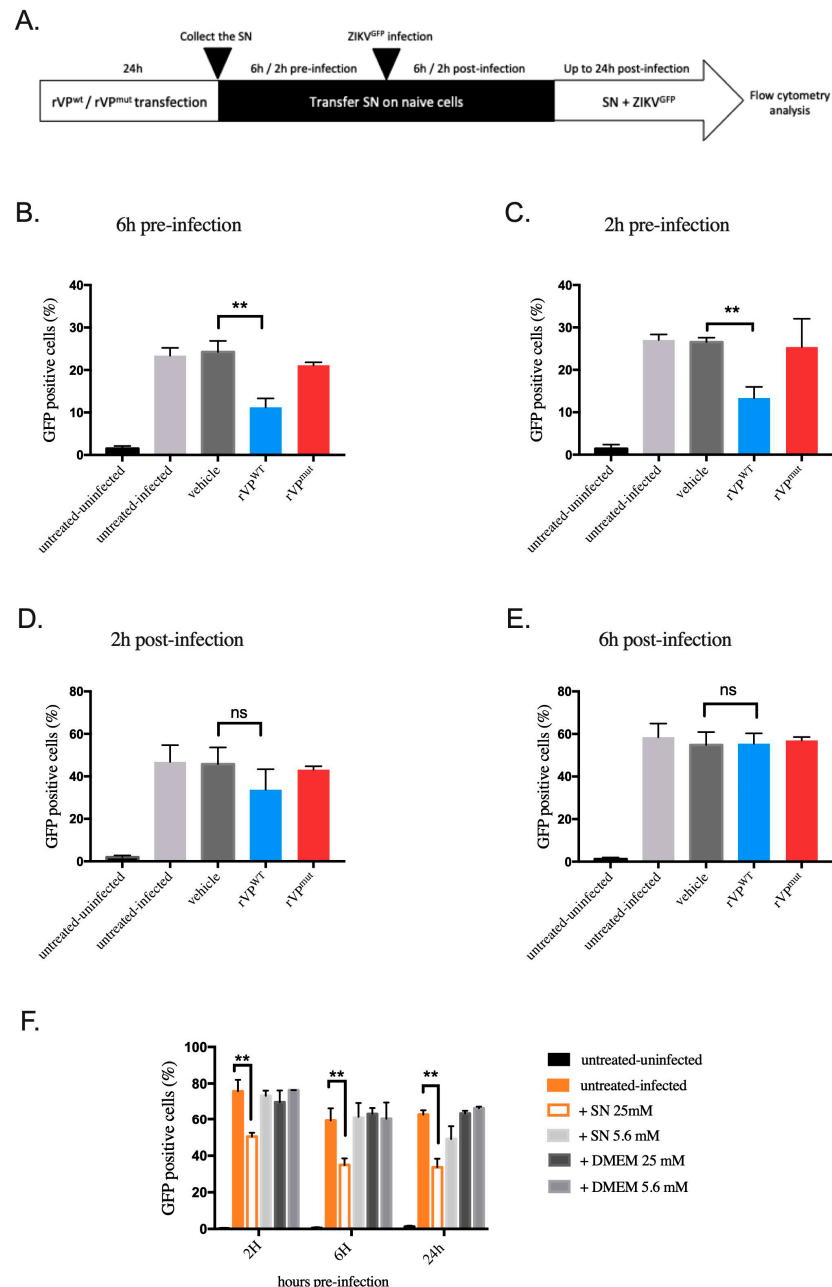 A.
Collect the SN
ZIKVGFP infection
24h
6h / 2h pre-infection
6h / 2h post-infection
Up to 24h post-infection
rVPwt / rVPmut transfection
Transfer SN on naive cells
SN + ZIKVGFP
Flow cytometry
analysis
B.
6h pre-infection
GFP positive cells (%)
40
30
20
10
0
**
untreated-uninfected
untreated-infected
vehicle
rVPWT
rVPmut
C.
2h pre-infection
GFP positive cells (%)
40
30
20
10
0
**
untreated-uninfected
untreated-infected
vehicle
rVPWT
rVPmut
D.
2h post-infection
GFP positive cells (%)
80
60
40
20
0
ns
untreated-uninfected
untreated-infected
vehicle
rVPWT
rVPmut
E.
6h post-infection
GFP positive cells (%)
80
60
40
20
0
ns
untreated-uninfected
untreated-infected
vehicle
rVPWT
rVPmut
F.
GFP positive cells (%)
100
80
60
40
20
0
**
**
**
2H
6H
24h
hours pre-infection
untreated-uninfected
untreated-infected
+ SN 25mM
+ SN 5.6 mM
+ DMEM 25 mM
+ DMEM 5.6 mM